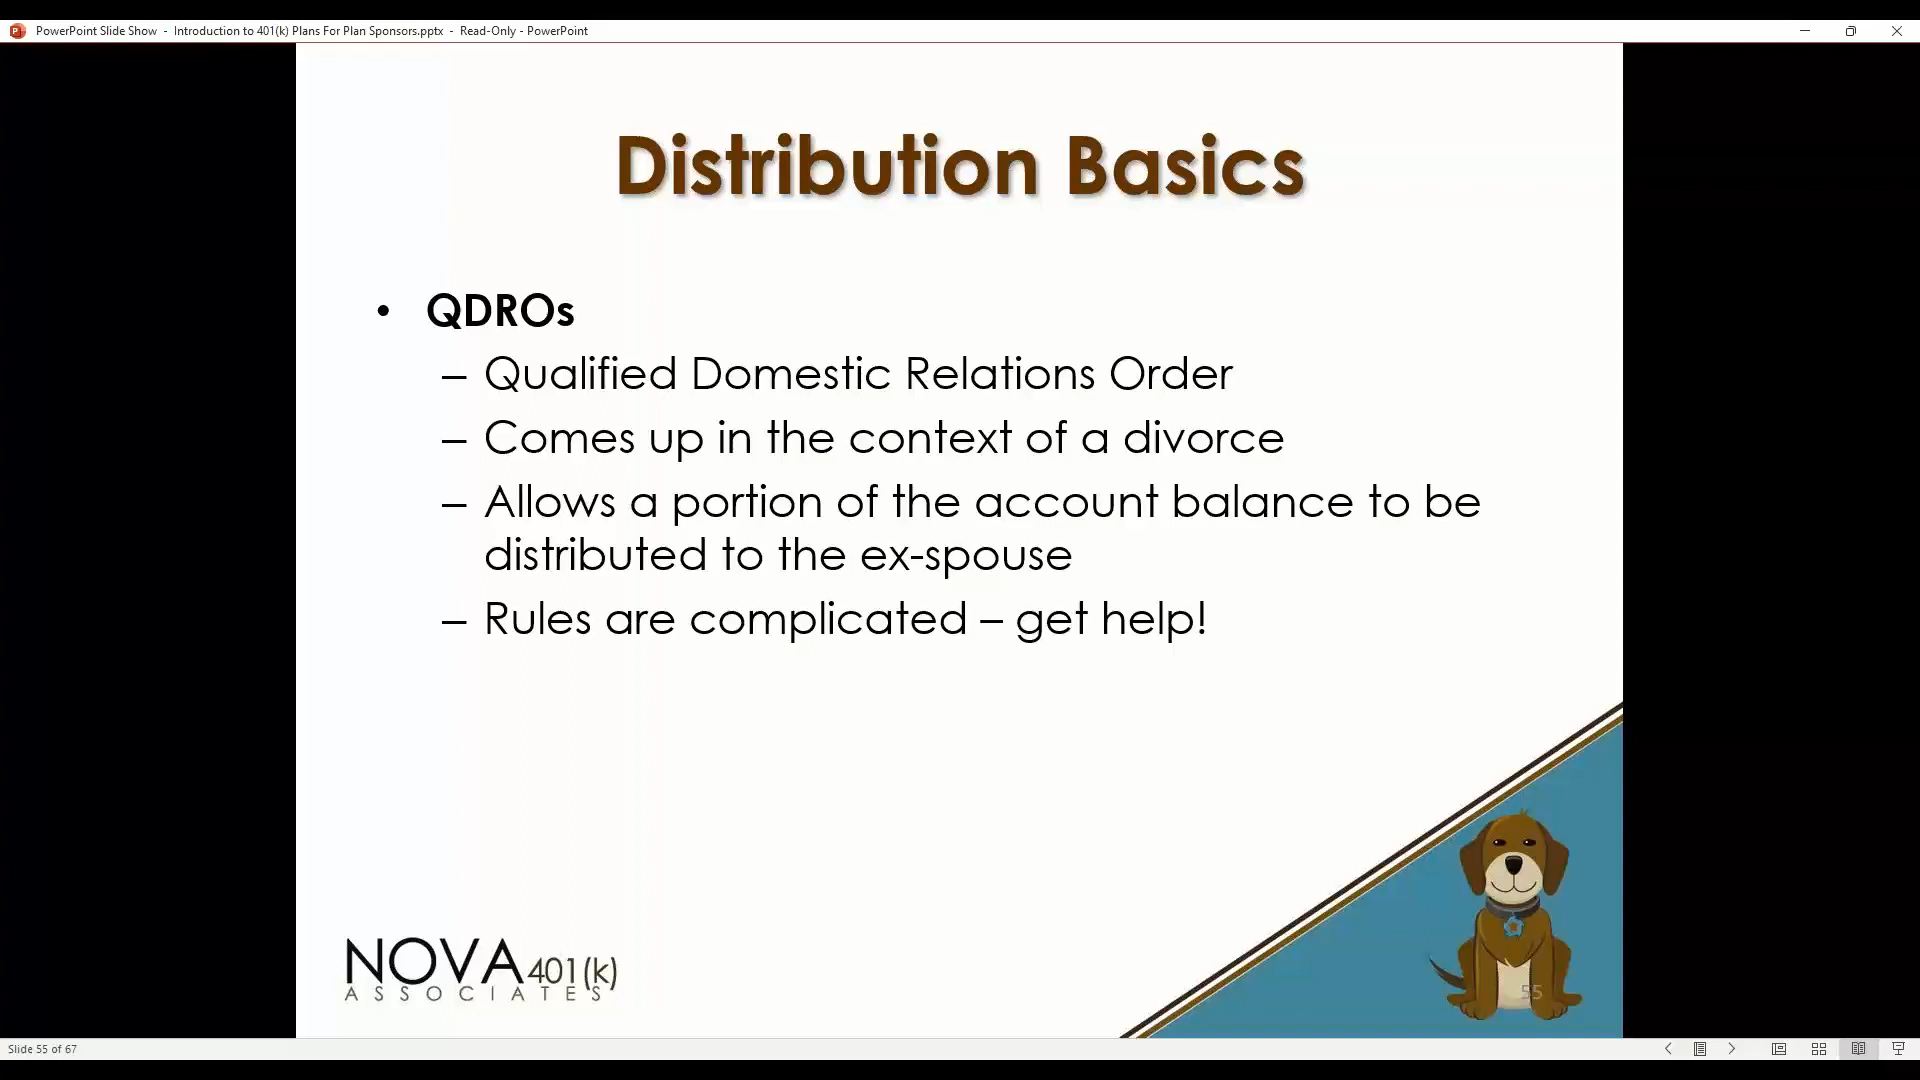 PowerPoint Slide Show - Introduction to 401(k) Plans For Plan Sponsors.pptx - Read-Only - PowerPoint
Distribution Basics
• QDROs
– Qualified Domestic Relations Order
– Comes up in the context of a divorce
– Allows a portion of the account balance to be
distributed to the ex-spouse
– Rules are complicated – get help!
NOVA 401(k)
ASSOCIATES
55
Slide 55 of 67